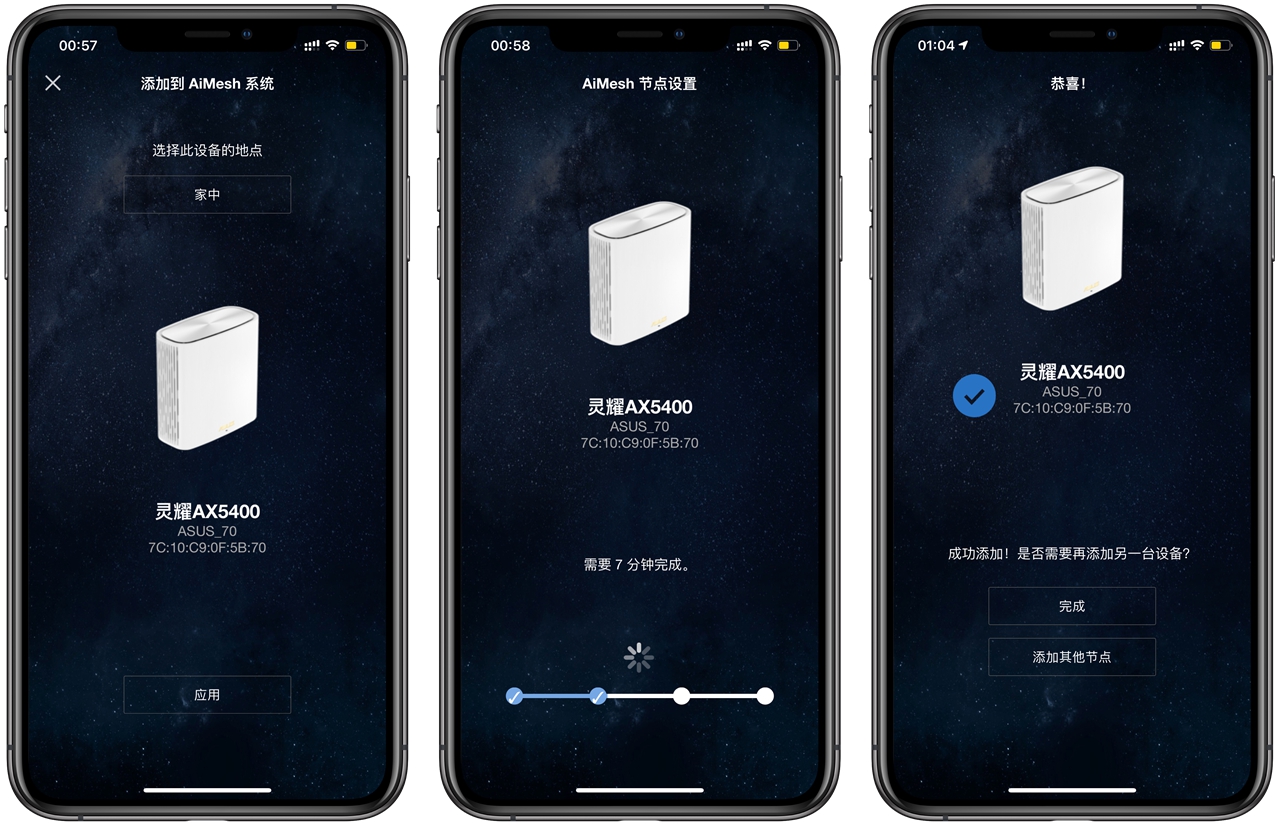 00:57
添加到 AiMesh 系统
选择此设备的地点
家中
ASUS
灵耀AX5400
ASUS_70
7C:10:C9:0F:5B:70
应用
00:58
AiMesh 节点设置
ASUS
灵耀AX5400
ASUS_70
7C:10:C9:0F:5B:70
需要 7 分钟完成。
01:04
恭喜！
ASUS
灵耀AX5400
ASUS_70
7C:10:C9:0F:5B:70
成功添加！是否需要再添加另一台设备?
完成
添加其他节点